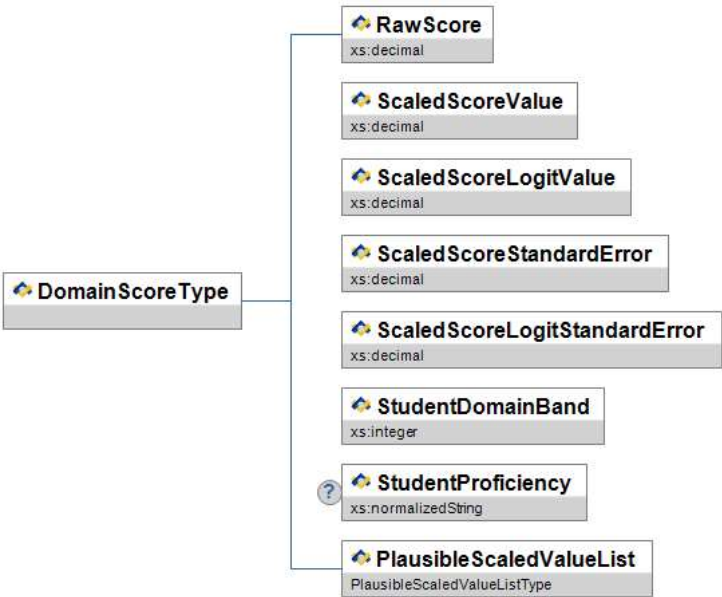 RawScore
xs:decimal
ScaledScoreValue
xs:decimal
ScaledScoreLogitValue
xs:decimal
ScaledScoreStandardError
xs:decimal
DomainScoreType
ScaledScoreLogitStandardError
xs:decimal
StudentDomainBand
xs:integer
?
StudentProficiency
xs:normalizedString
PlausibleScaledValueList
PlausibleScaledValueListType